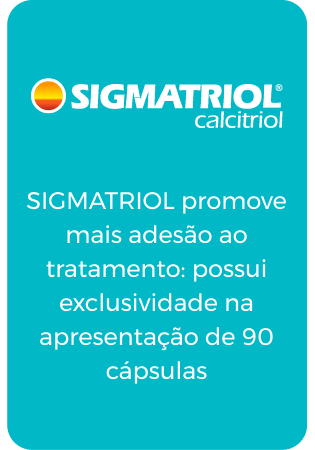 SIGMATRIOL®
calcitriol
SIGMATRIOL promove
mais adesão ao
tratamento: possui
exclusividade na
apresentação de 90
cápsulas